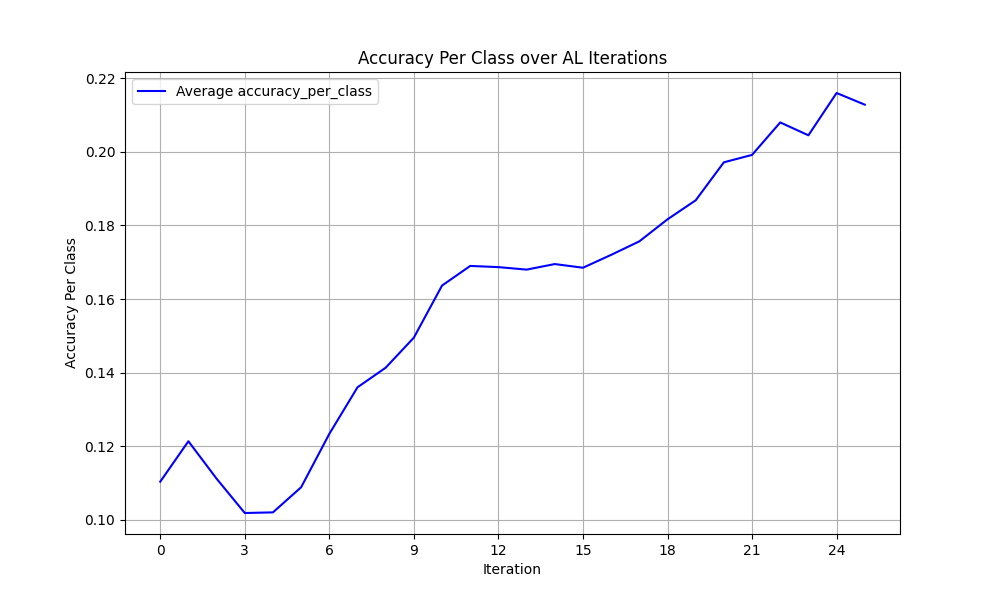 Accuracy Per Class over AL Iterations
Average accuracy_per_class
Accuracy Per Class
0.22
0.20
0.18
0.16
0.14
0.12
0.10
0 3 6 9 12 15 18 21 24
Iteration